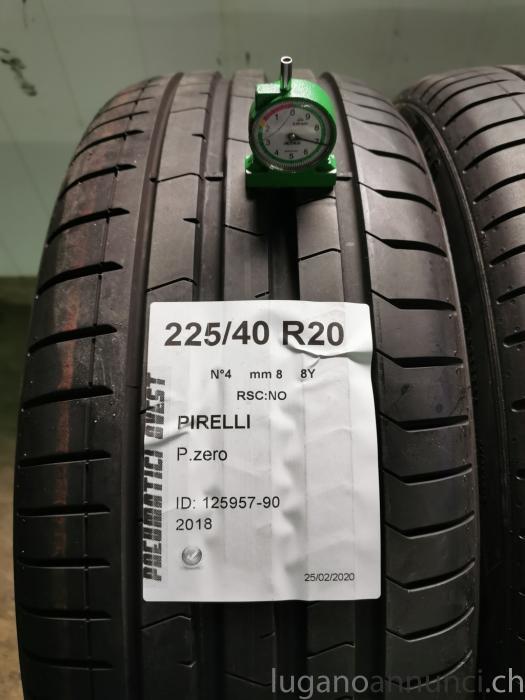 225/40 R20
N°4 mm 8 8Y
RSC:NO
PIRELLI
P.zero
ID: 125957-90
2018
25/02/2020
PNEUMATICI OVEST
luganoannunci.ch